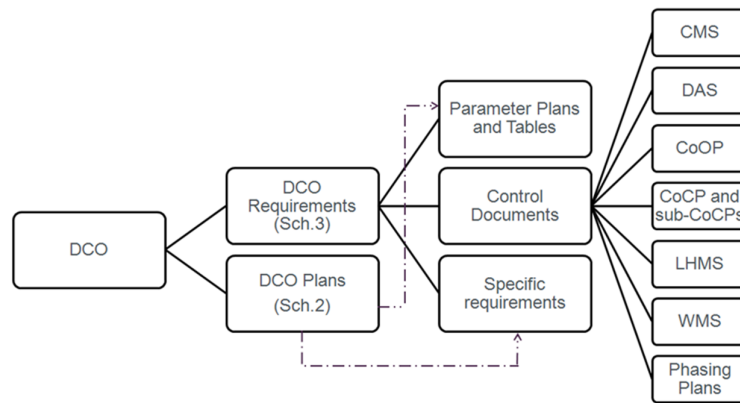 DCO
DCO
Requirements
(Sch.3)
DCO Plans
(Sch.2)
Parameter Plans
and Tables
Control
Documents
Specific
requirements
CMS
DAS
CoOP
CoCP and
sub-CoCPs
LHMS
WMS
Phasing
Plans